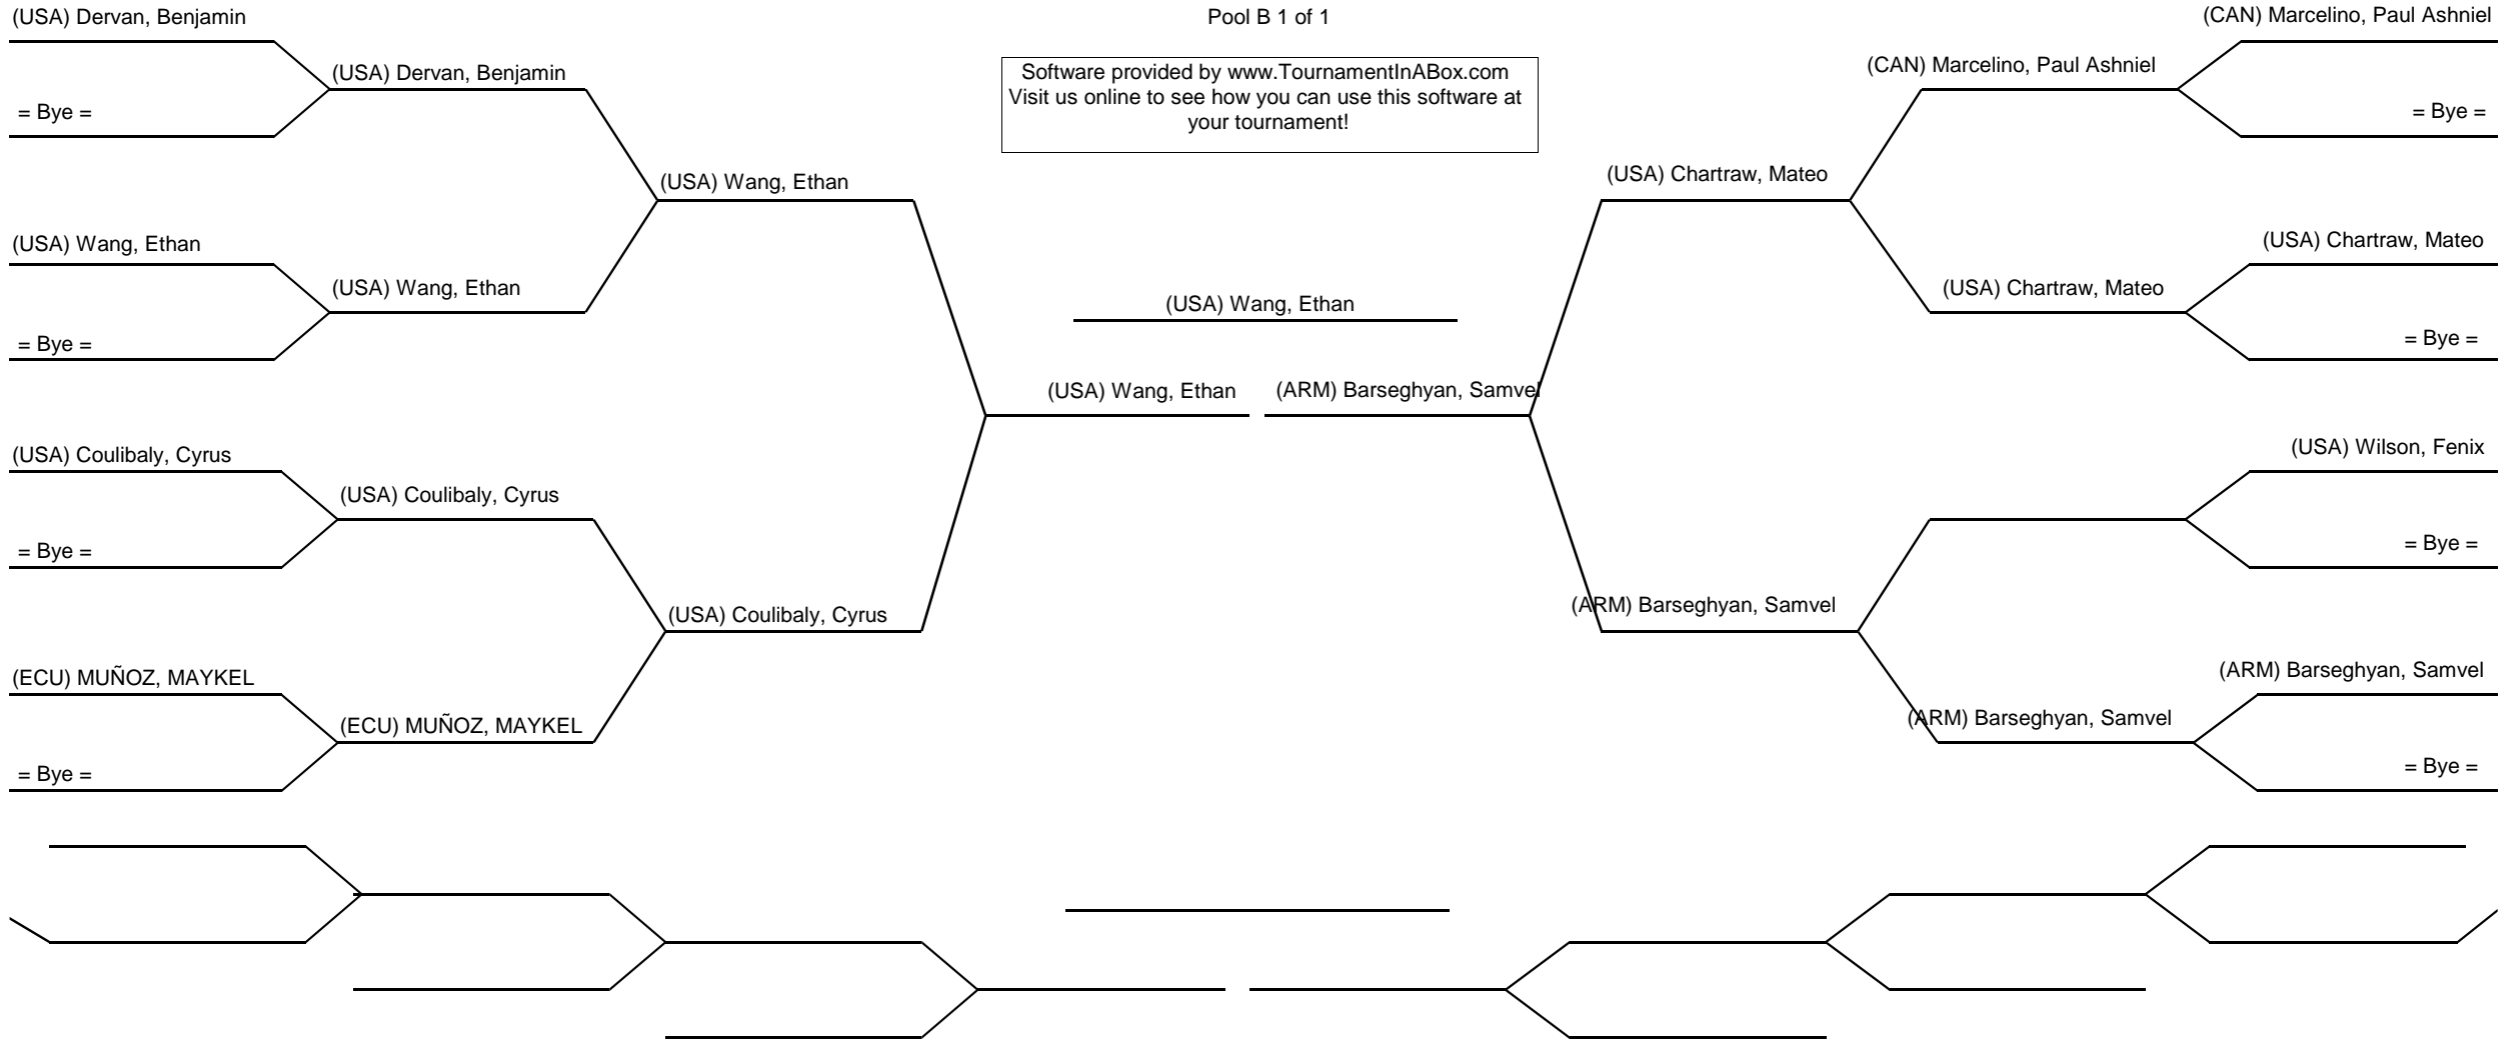 (USA) Dervan, Benjamin
Pool B 1 of 1
(CAN) Marcelino, Paul Ashniel
(USA) Dervan, Benjamin
Software provided by www.TournamentInABox.com
Visit us online to see how you can use this software at
your tournament!
(CAN) Marcelino, Paul Ashniel
= Bye =
= Bye =
(USA) Wang, Ethan
(USA) Chartraw, Mateo
(USA) Wang, Ethan
(USA) Chartraw, Mateo
(USA) Wang, Ethan
(USA) Wang, Ethan
(USA) Chartraw, Mateo
= Bye =
= Bye =
(USA) Wang, Ethan
(ARM) Barseghyan, Samvel
(USA) Coulibaly, Cyrus
(USA) Wilson, Fenix
(USA) Coulibaly, Cyrus
= Bye =
= Bye =
(USA) Coulibaly, Cyrus
(ARM) Barseghyan, Samvel
(ECU) MUÑOZ, MAYKEL
(ARM) Barseghyan, Samvel
(ECU) MUÑOZ, MAYKEL
(ARM) Barseghyan, Samvel
= Bye =
= Bye =